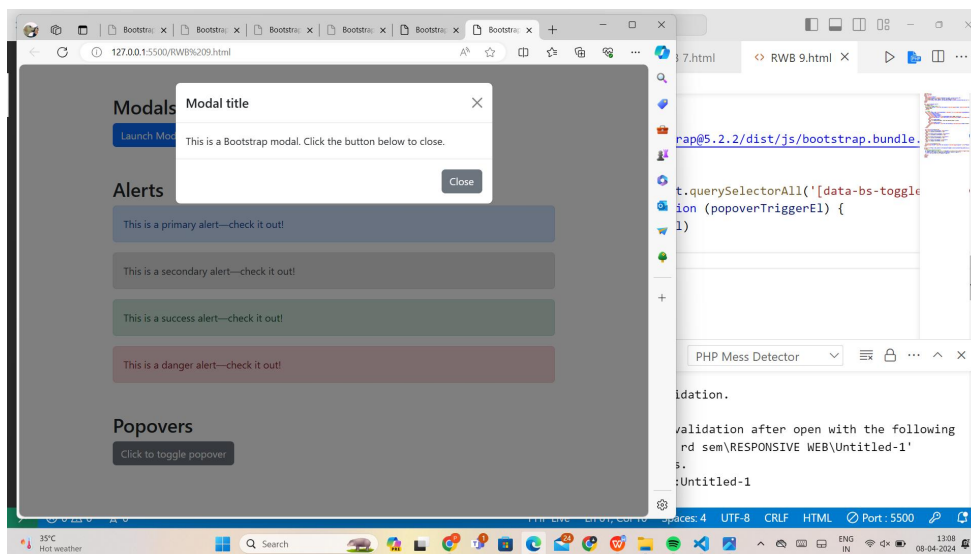 Bootstrap
Bootstrap
Bootstrap
Bootstrap
Bootstrap
Bootstrap
127.0.0.1:5500/RWB%209.html
7.html
RWB 9.html
Modals
Launch Mod
Modal title
This is a Bootstrap modal. Click the button below to close.
Close
Alerts
This is a primary alert—check it out!
This is a secondary alert—check it out!
This is a success alert—check it out!
This is a danger alert—check it out!
Popovers
Click to toggle popover
rap@5.2.2/dist/js/bootstrap.bundle.
t.querySelectorAll('[data-bs-toggle
ion (popoverTriggerEl) {
l)
PHP Mess Detector
idation.
validation after open with the following
rd sem\RESPONSIVE WEB\Untitled-1'
s.
:Untitled-1
Spaces: 4 UTF-8 CRLF HTML Port : 5500
35°C
Hot weather
Search
24
ENG
IN
13:08
08-04-2024